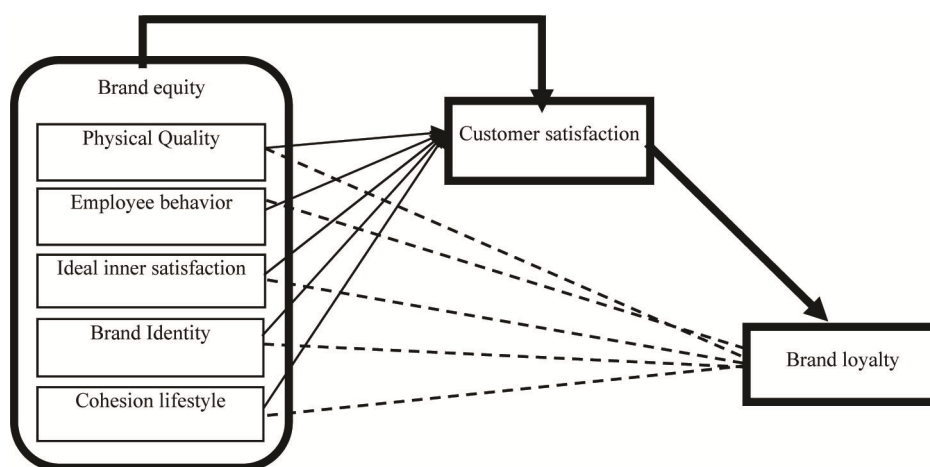 Brand equity
Physical Quality
Employee behavior
Ideal inner satisfaction
Brand Identity
Cohesion lifestyle
Customer satisfaction
Brand loyalty